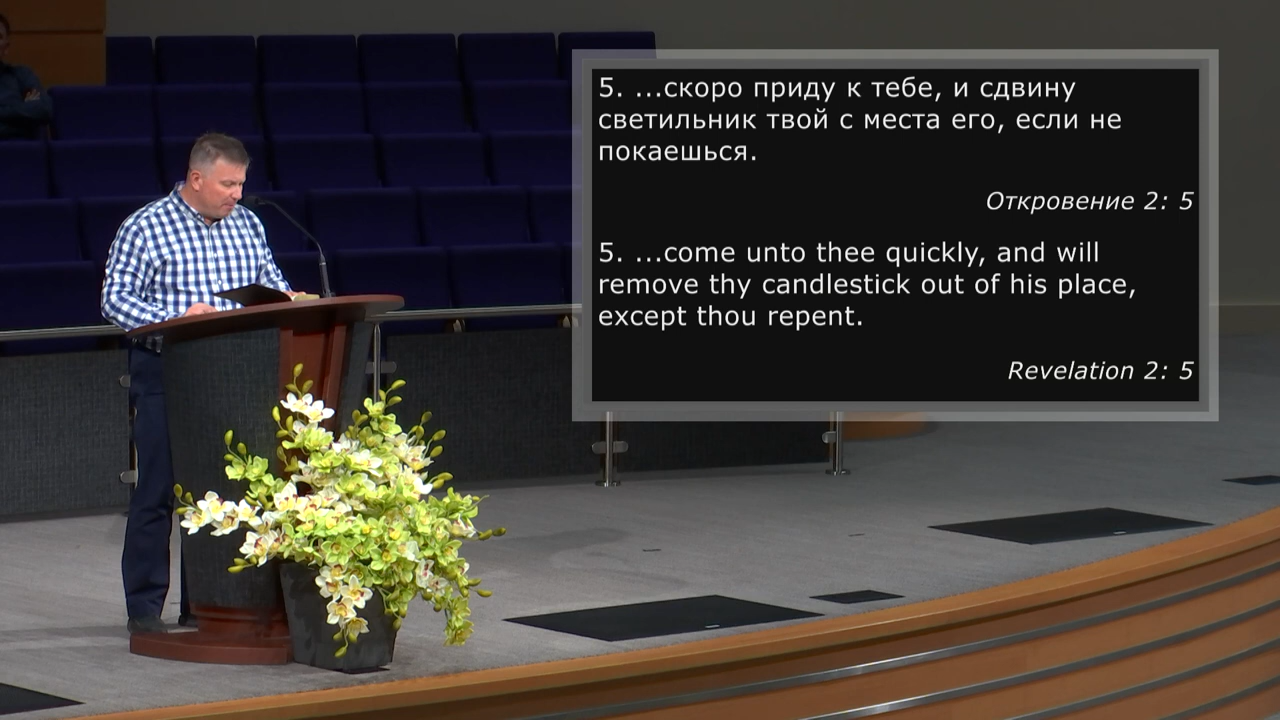 5. ...скоро приду к тебе, и сдвину
светильник твой с места его, если не
покаешься.
Откровение 2: 5
5. ...come unto thee quickly, and will
remove thy candlestick out of his place,
except thou repent.
Revelation 2: 5